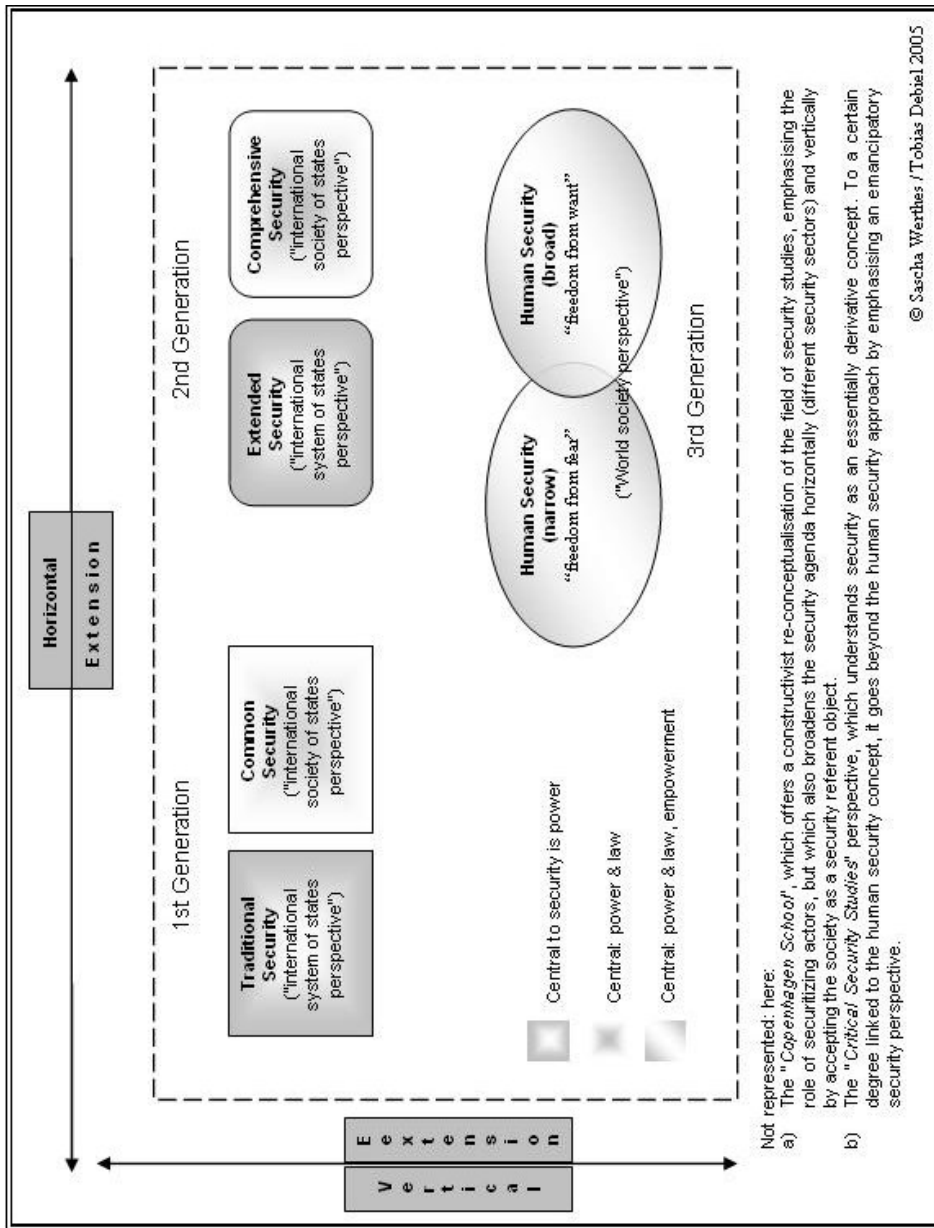 Horizontal
Extension
Vertical
Eextension
1st Generation
2nd Generation
Traditional
Security
("international
system of states
perspective")
Common
Security
("international
society of states
perspective")
Extended
Security
("international
system of states
perspective")
Comprehensive
Security
("international
society of states
perspective")
Human Security
(narrow)
“freedom from fear”
Human Security
(broad)
“freedom from want”
("World society perspective")
3rd Generation
Central to security is power
Central: power & law
Central: power & law, empowerment
Not represented: here:
a) The "Copenhagen School", which offers a constructivist re-conceptualisation of the field of security studies, emphasising the
role of securitizing actors, but which also broadens the security agenda horizontally (different security sectors) and vertically
by accepting the society as a security referent object.
b) The "Critical Security Studies" perspective, which understands security as an essentially derivative concept. To a certain
degree linked to the human security concept, it goes beyond the human security approach by emphasising an emancipatory
security perspective.
© Sascha Werthes / Tobias Debiel 2005